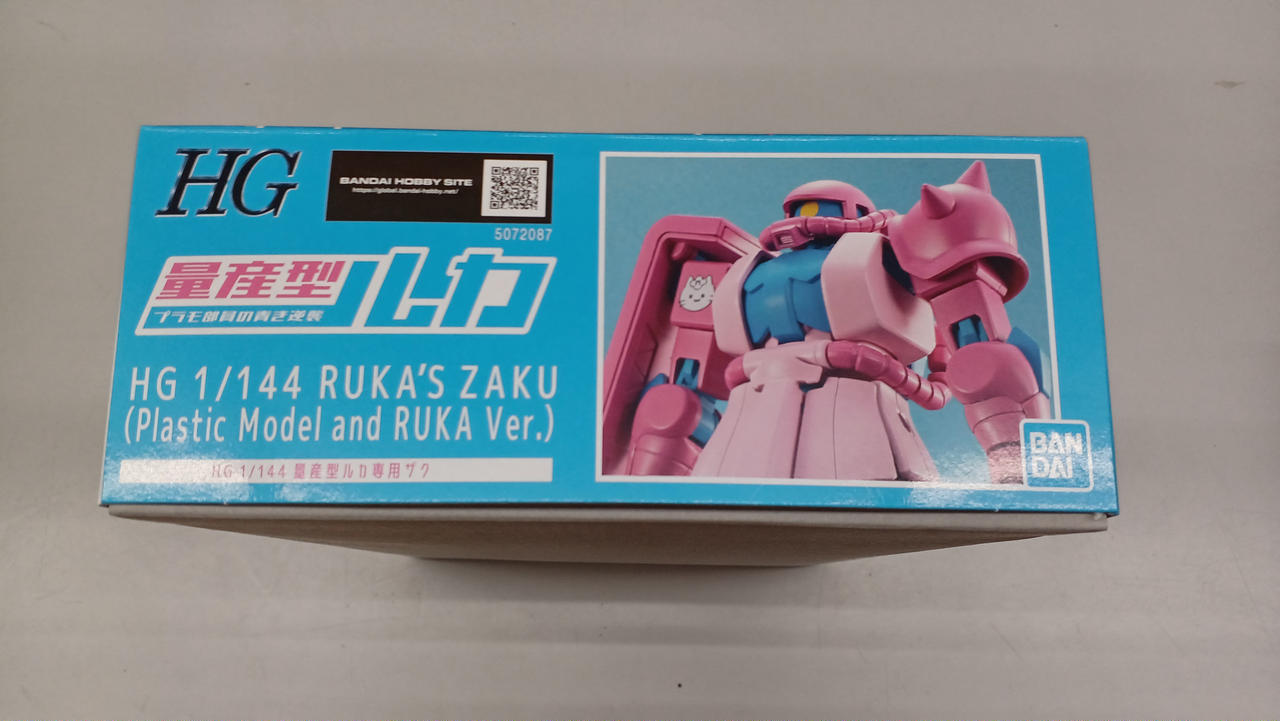 HG
BANDAI HOBBY SITE
https://global.bandai-hobby.net/
5072087
量産型ルカ
プラモ部員の青き逆襲
HG 1/144 RUKA'S ZAKU
(Plastic Model and RUKA Ver.)
HG 1/144 量産型ルカ専用ザク
BAN
DAI